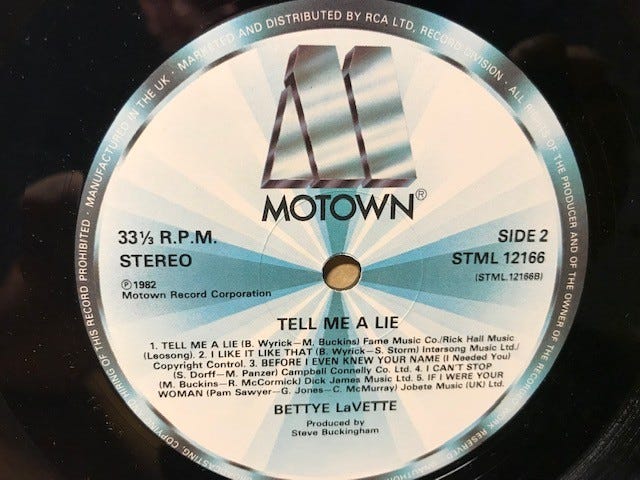 MANUFACTURED IN THE UK · MARKETED AND DISTRIBUTED BY RCA LTD, RECORD DIVISION · ALL RIGHTS OF THE PRODUCER AND OF THE OWNER OF THE RECORDED WORK RESERVED
OF THIS RECORD PROHIBITED ·
MOTOWN®
33⅓ R.P.M.
STEREO
SIDE 2
STML 12166
(STML.12166B)
℗ 1982
Motown Record Corporation
TELL ME A LIE
1. TELL ME A LIE (B. Wyrick—M. Buckins) Fame Music Co./Rick Hall Music
(Leosong). 2. I LIKE IT LIKE THAT (B. Wyrick—S. Storm) Intersong Music Ltd./
Copyright Control. 3. BEFORE I EVEN KNEW YOUR NAME (I Needed You)
(S. Dorff—M. Panzer) Campball Connelly Co. Ltd. 4. I CAN'T STOP
(M. Buckins—R. McCormick) Dick James Music Ltd. 5. IF I WERE YOUR
WOMAN (Pam Sawyer—G. Jones—C. McMurray) Jobete Music (UK) Ltd.
BETTYE LaVETTE
Produced by
Steve Buckingham